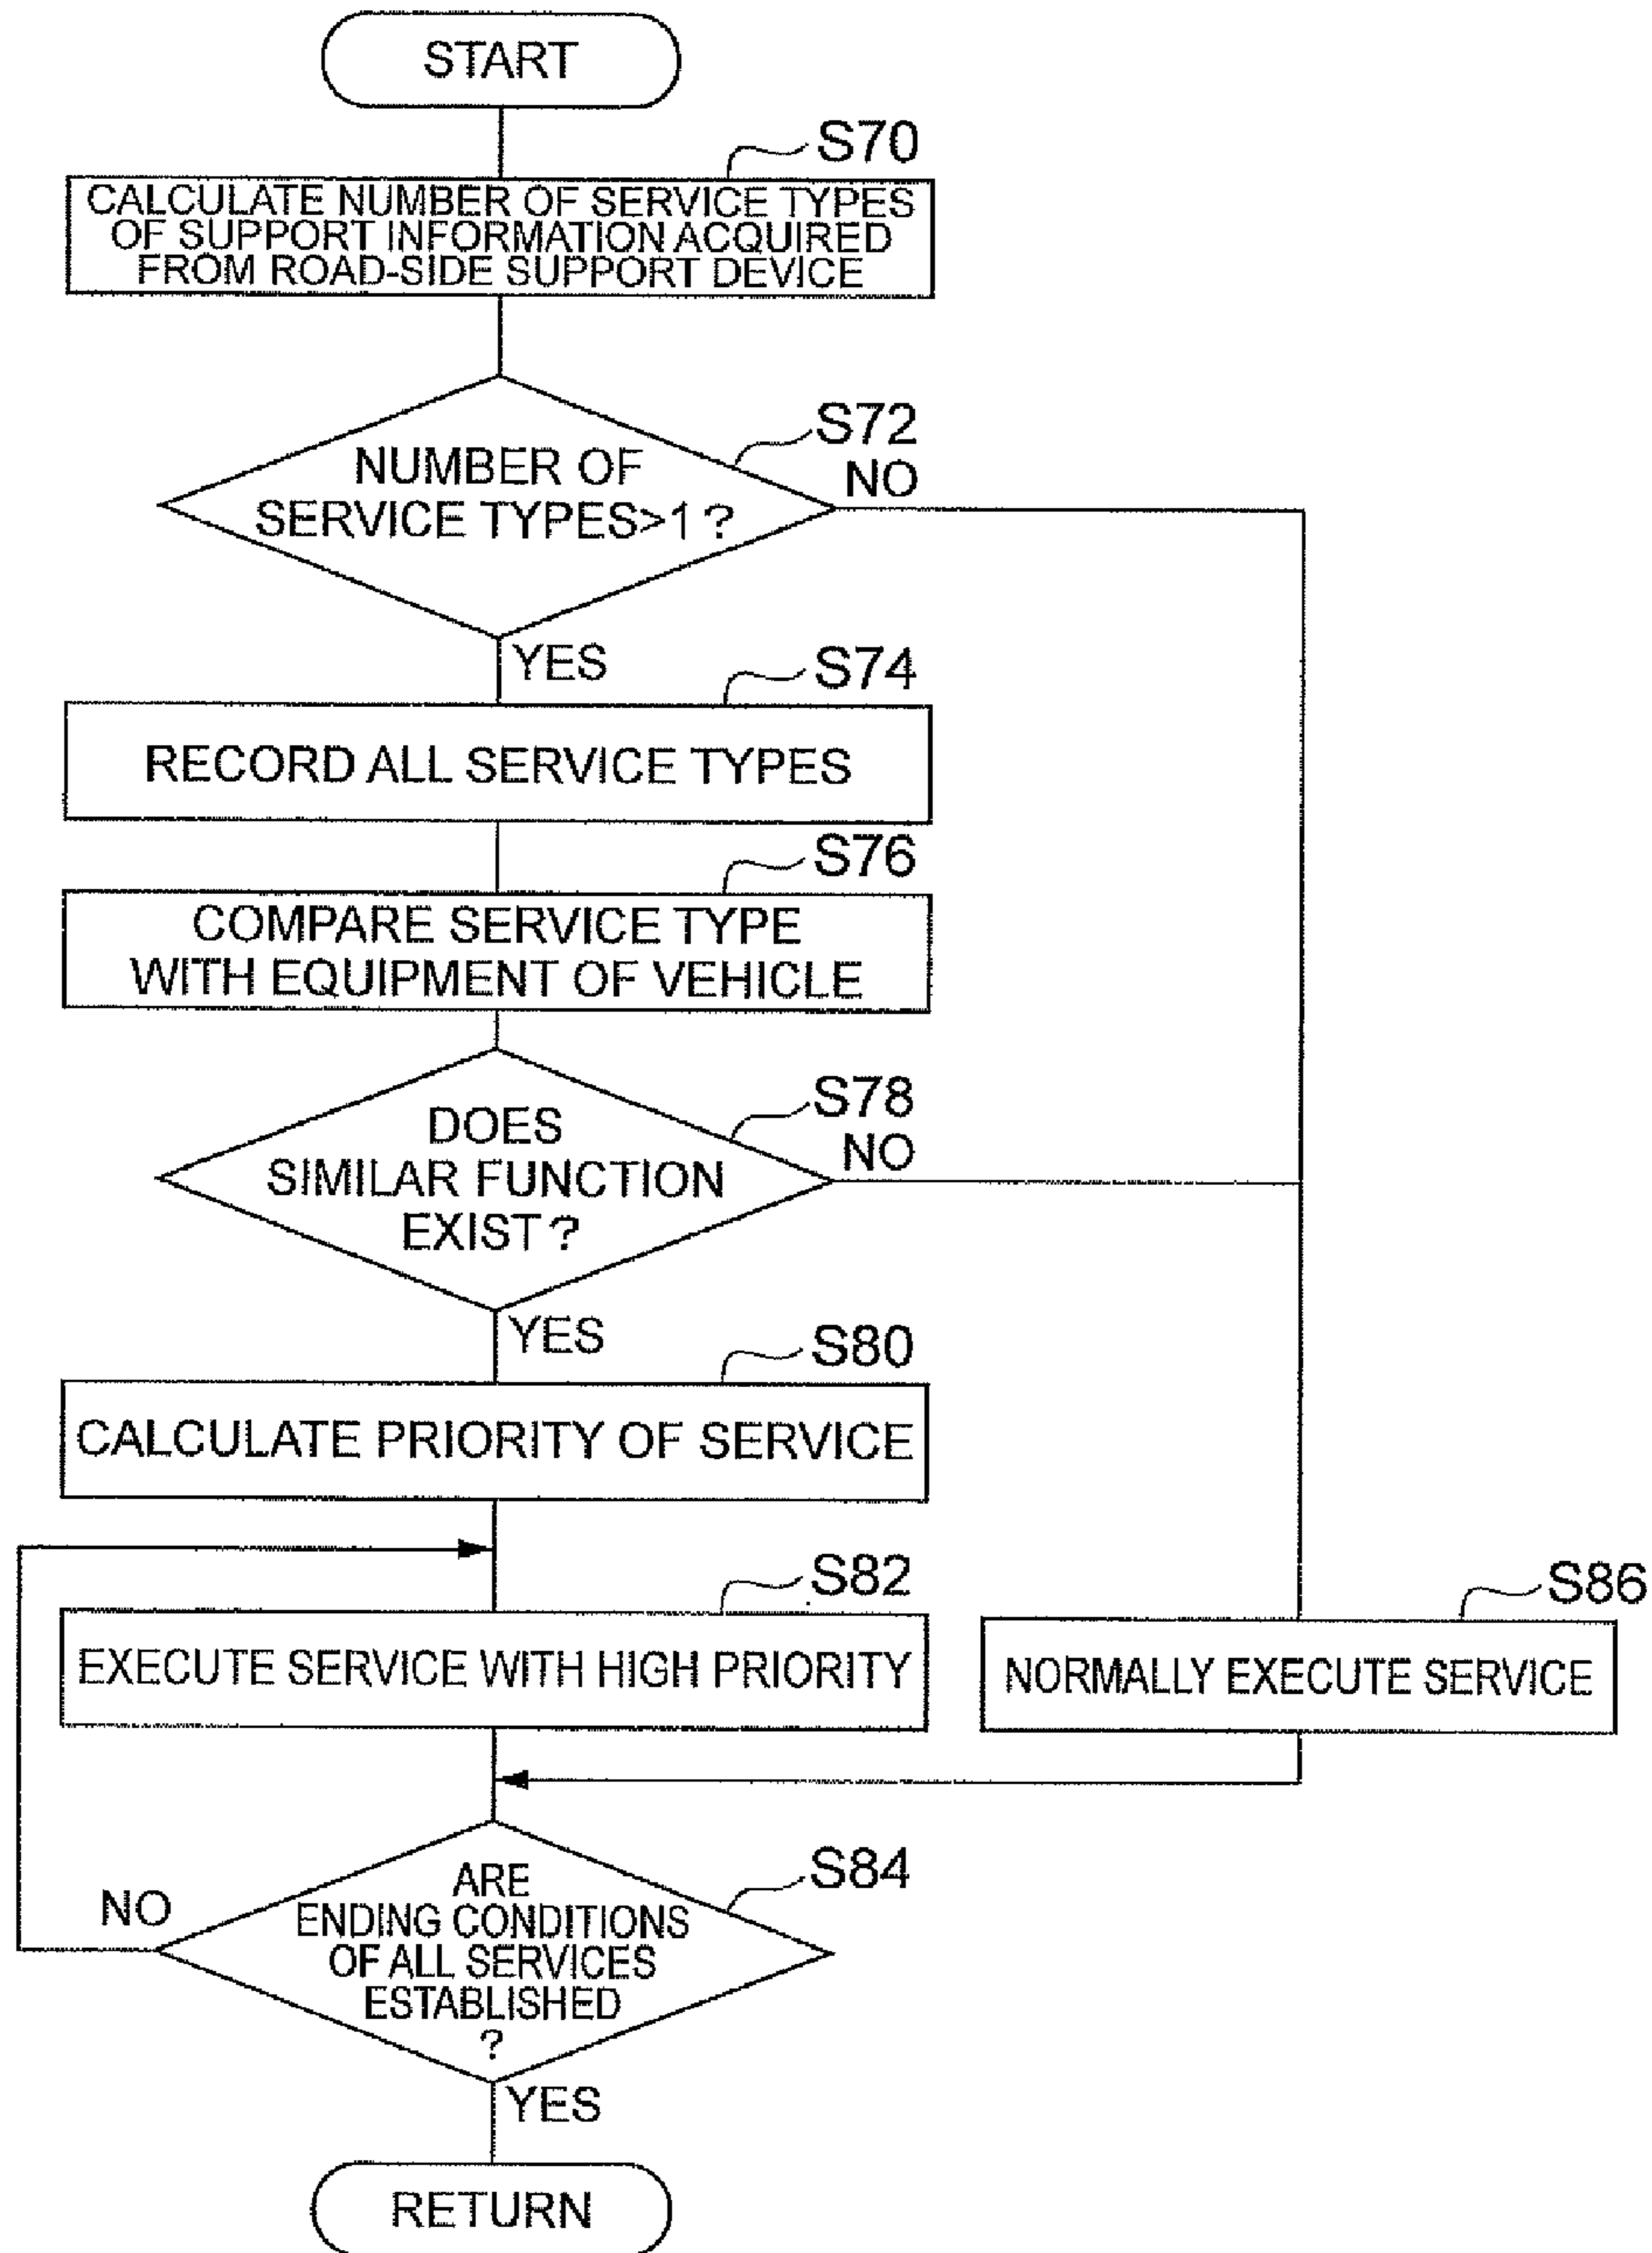 START
S70
CALCULATE NUMBER OF SERVICE TYPES
OF SUPPORT INFORMATION ACQUIRED
FROM ROAD-SIDE SUPPORT DEVICE
S72
NO
NUMBER OF
SERVICE TYPES>1?
YES
S74
RECORD ALL SERVICE TYPES
S76
COMPARE SERVICE TYPE
WITH EQUIPMENT OF VEHICLE
S78
NO
DOES
SIMILAR FUNCTION
EXIST?
YES
S80
CALCULATE PRIORITY OF SERVICE
S82
EXECUTE SERVICE WITH HIGH PRIORITY
S86
NORMALLY EXECUTE SERVICE
S84
NO
ARE
ENDING CONDITIONS
OF ALL SERVICES
ESTABLISHED
?
YES
RETURN